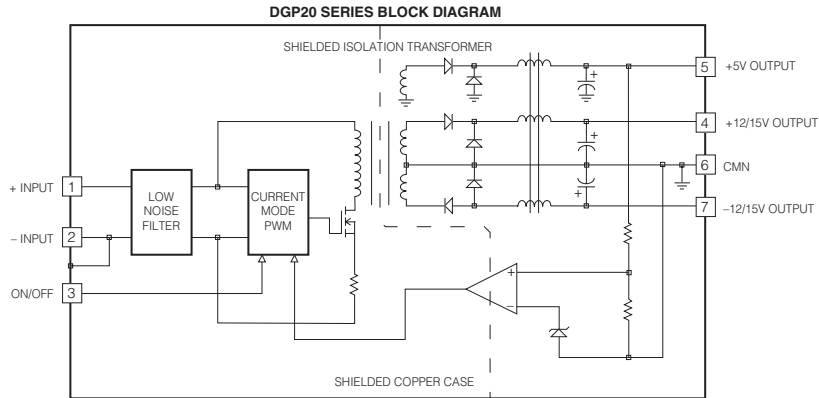 DGP20 SERIES BLOCK DIAGRAM
SHIELDED ISOLATION TRANSFORMER
5 +5V OUTPUT
4 +12/15V OUTPUT
6 CMN
7 –12/15V OUTPUT
+ INPUT 1
– INPUT 2
ON/OFF 3
LOW
NOISE
FILTER
CURRENT
MODE
PWM
+
+
+
+
–
SHIELDED COPPER CASE